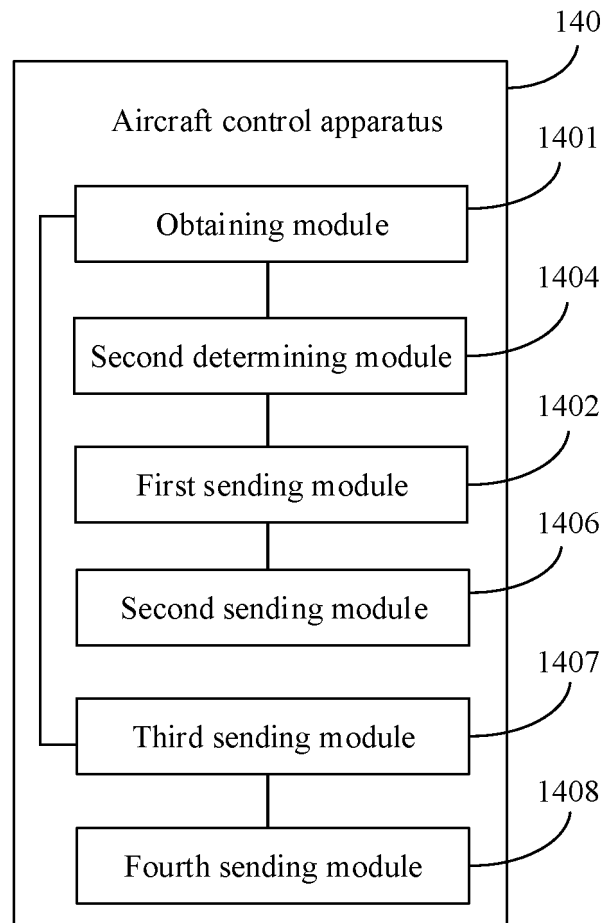 140
Aircraft control apparatus
1401
Obtaining module
1404
Second determining module
1402
First sending module
1406
Second sending module
1407
Third sending module
1408
Fourth sending module